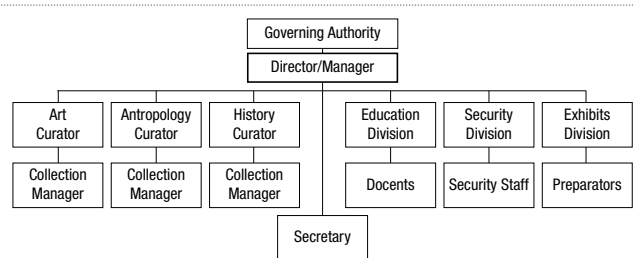 Governing Authority
Director/Manager
Art
Curator
Antropology
Curator
History
Curator
Education
Division
Security
Division
Exhibits
Division
Collection
Manager
Collection
Manager
Collection
Manager
Docents
Security Staff
Preparators
Secretary